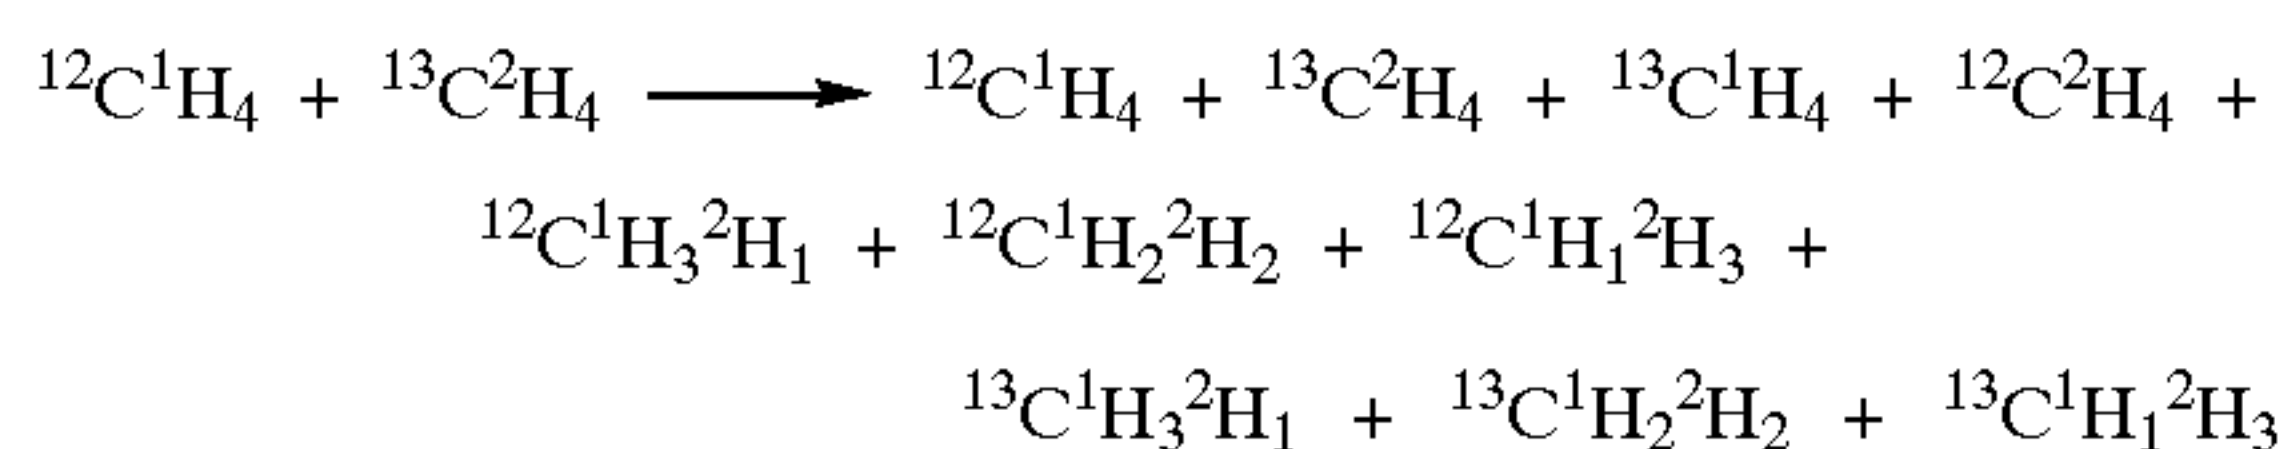 ¹²C¹H₄ + ¹³C²H₄ ⟶ ¹²C¹H₄ + ¹³C²H₄ + ¹³C¹H₄ + ¹²C²H₄ +
¹²C¹H₃²H₁ + ¹²C¹H₂²H₂ + ¹²C¹H₁²H₃ +
¹³C¹H₃²H₁ + ¹³C¹H₂²H₂ + ¹³C¹H₁²H₃